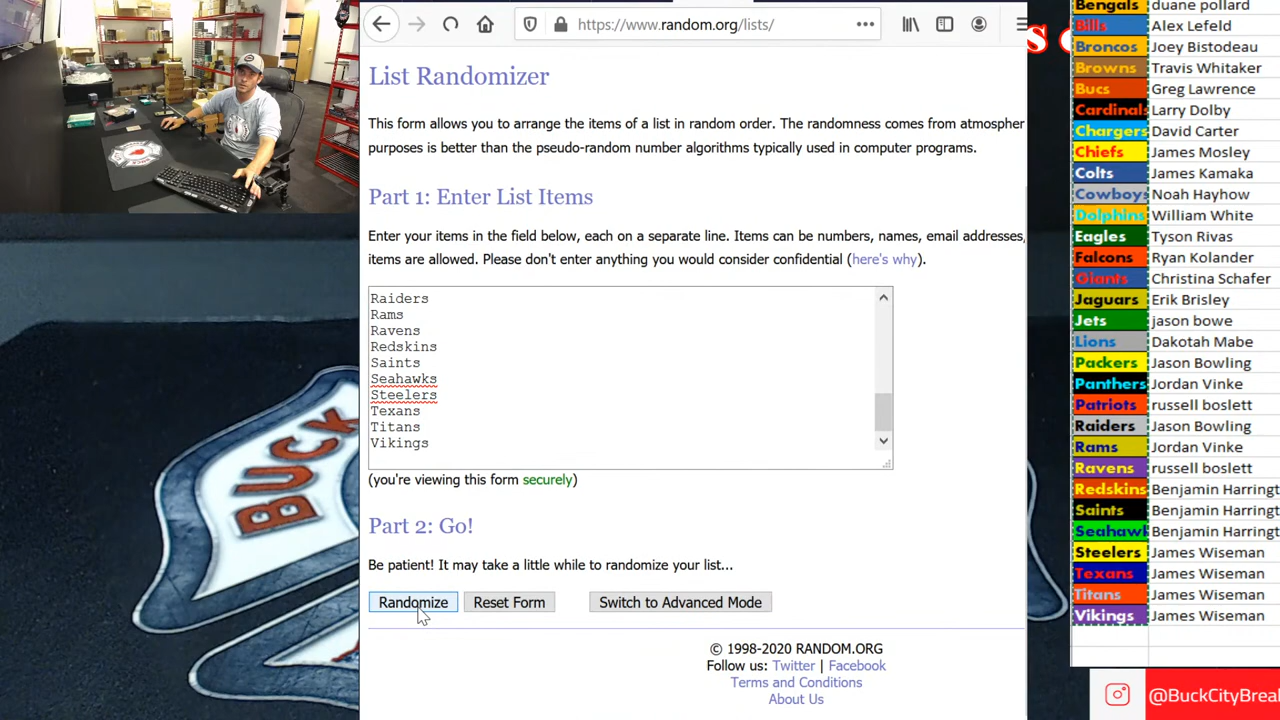 https://www.random.org/lists/
List Randomizer
This form allows you to arrange the items of a list in random order. The randomness comes from atmospher
purposes is better than the pseudo-random number algorithms typically used in computer programs.
Part 1: Enter List Items
Enter your items in the field below, each on a separate line. Items can be numbers, names, email addresses,
items are allowed. Please don't enter anything you would consider confidential (here's why).
Raiders
Rams
Ravens
Redskins
Saints
Seahawks
Steelers
Texans
Titans
Vikings
(you're viewing this form securely)
Part 2: Go!
Be patient! It may take a little while to randomize your list...
Randomize Reset Form Switch to Advanced Mode
© 1998-2020 RANDOM.ORG
Follow us: Twitter | Facebook
Terms and Conditions
About Us
BUCK
Bengals duane pollard
Bills Alex Lefeld
Broncos Joey Bistodeau
Browns Travis Whitaker
Bucs Greg Lawrence
Cardinals Larry Dolby
Chargers David Carter
Chiefs James Mosley
Colts James Kamaka
Cowboys Noah Hayhow
Dolphins William White
Eagles Tyson Rivas
Falcons Ryan Kolander
Giants Christina Schafer
Jaguars Erik Brisley
Jets jason bowe
Lions Dakotah Mabe
Packers Jason Bowling
Panthers Jordan Vinke
Patriots russell boslett
Raiders Jason Bowling
Rams Jordan Vinke
Ravens russell boslett
Redskins Benjamin Harringt
Saints Benjamin Harringt
Seahawl Benjamin Harringt
Steelers James Wiseman
Texans James Wiseman
Titans James Wiseman
Vikings James Wiseman
@BuckCityBreak